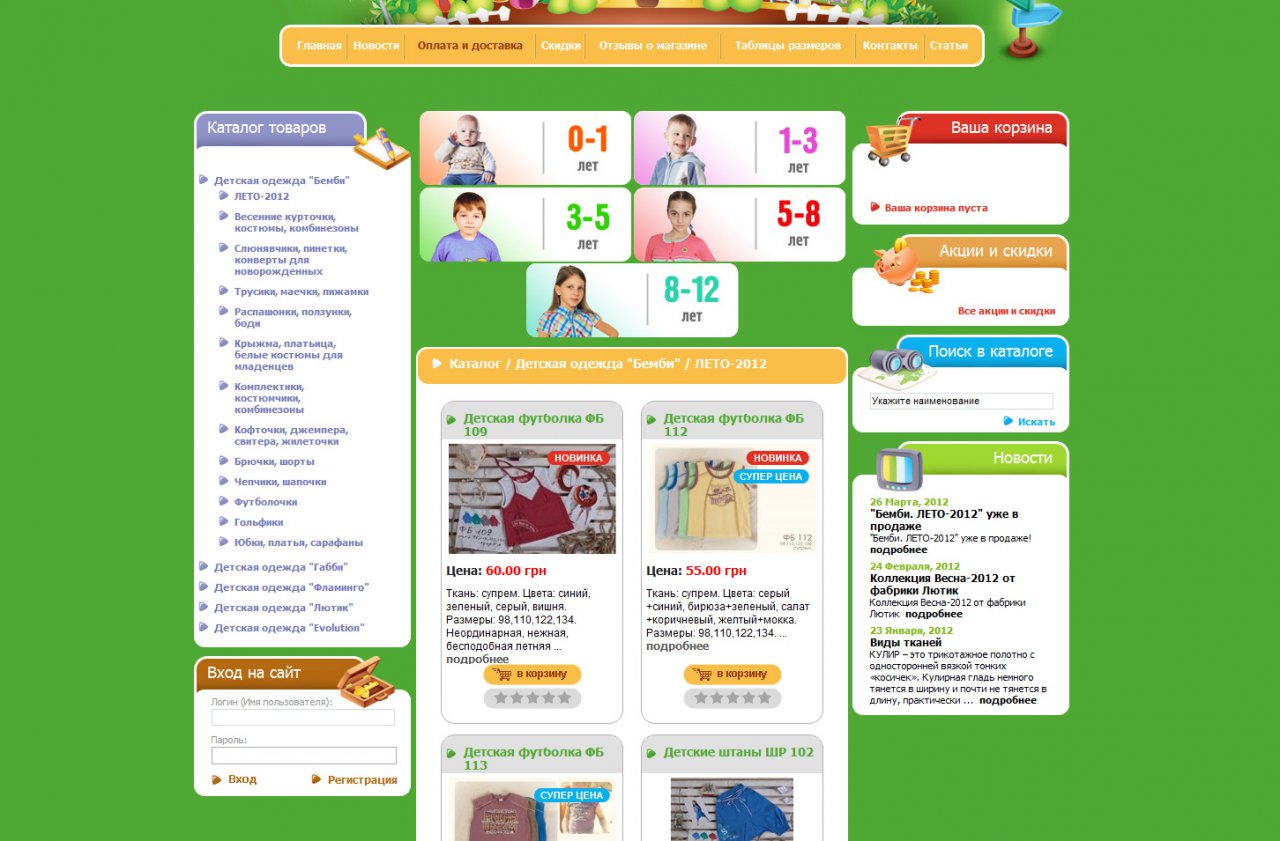 Главная Новости Оплата и доставка Скидки Отзывы о магазине Таблицы размеров Контакты Статьи
Каталог товаров
Детская одежда "Бемби"
ЛЕТО-2012
Весенние курточки,
костюмы, комбинезоны
Слюнявчики, пинетки,
конверты для
новорожденных
Трусики, маечки, пижамки
Распашонки, ползунки,
боди
Крыжма, платьица,
белые костюмы для
младенцев
Комплектики,
костюмчики,
комбинезоны
Кофточки, джемпера,
свитера, жилеточки
Брючки, шорты
Чепчики, шапочки
Футболочки
Гольфики
Юбки, платья, сарафаны
Детская одежда "Габби"
Детская одежда "Фламинго"
Детская одежда "Лютик"
Детская одежда "Evolution"
Вход на сайт
Логин (Имя пользователя):
Пароль:
Вход
Регистрация
0-1
лет
1-3
лет
3-5
лет
5-8
лет
8-12
лет
Каталог / Детская одежда "Бемби" / ЛЕТО-2012
Детская футболка ФБ
109
НОВИНКА
ФБ 109
Цена: 60.00 грн
Ткань: супрем. Цвета: синий,
зеленый, серый, вишня.
Размеры: 98,110,122,134.
Неординарная, нежная,
бесподобная летняя ...
подробнее
в корзину
Детская футболка ФБ
112
НОВИНКА
СУПЕР ЦЕНА
ФБ 112
Цена: 55.00 грн
Ткань: супрем. Цвета: серый
+синий, бирюза+зеленый, салат
+коричневый, желтый+мокка.
Размеры: 98,110,122,134. ...
подробнее
в корзину
Детская футболка ФБ
113
СУПЕР ЦЕНА
Детские штаны ШР 102
Ваша корзина
Ваша корзина пуста
Акции и скидки
Все акции и скидки
Поиск в каталоге
Укажите наименование
Искать
Новости
26 Марта, 2012
"Бемби. ЛЕТО-2012" уже в
продаже
"Бемби. ЛЕТО-2012" уже в продаже!
подробнее
24 Февраля, 2012
Коллекция Весна-2012 от
фабрики Лютик
Коллекция Весна-2012 от фабрики
Лютик подробнее
23 Января, 2012
Виды тканей
КУЛИР – это трикотажное полотно с
односторонней вязкой тонких
«косичек». Кулирная гладь немного
тянется в ширину и почти не тянется в
длину, практически ... подробнее